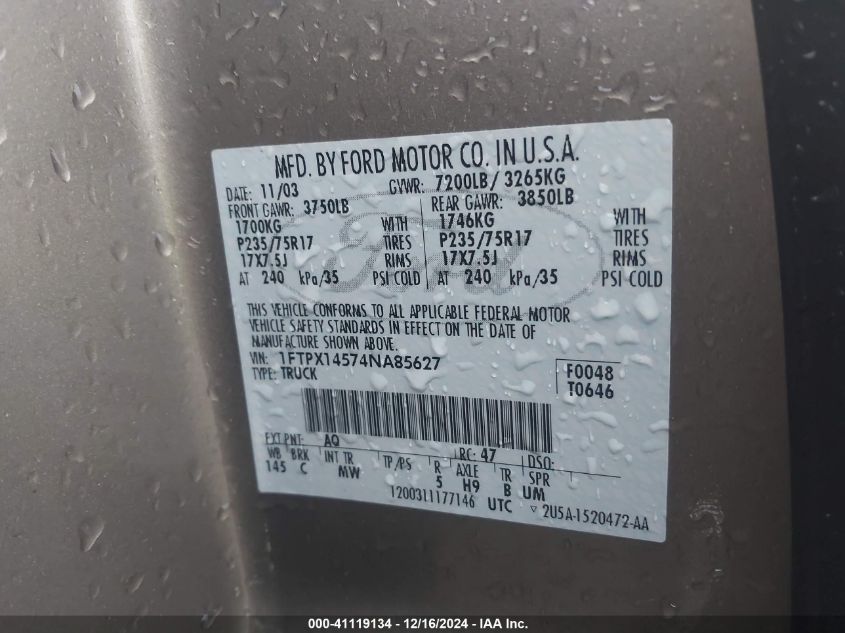 MFD. BY FORD MOTOR CO. IN U.S.A.
DATE: 11/03 GVWR: 7200LB/ 3265KG
FRONT GAWR: 3750LB REAR GAWR: 3850LB
1700KG WITH 1746KG WITH
P235/75R17 TIRES P235/75R17 TIRES
17X7.5J RIMS 17X7.5J RIMS
AT 240 kPa/35 PSI COLD AT 240 kPa/35 PSI COLD
THIS VEHICLE CONFORMS TO ALL APPLICABLE FEDERAL MOTOR
VEHICLE SAFETY STANDARDS IN EFFECT ON THE DATE OF
MANUFACTURE SHOWN ABOVE.
VIN: 1FTPX14574NA85627 F0048
TYPE: TRUCK T0646
EXT PNT: AQ RC: 47 DSO:
WB BRK INT TR TP/PS R AXLE TR SPR
145 C MW 5 H9 B UM
12003L1177146 UTC ▽ 2U5A-1520472-AA
000-41119134 - 12/16/2024 - IAA Inc.